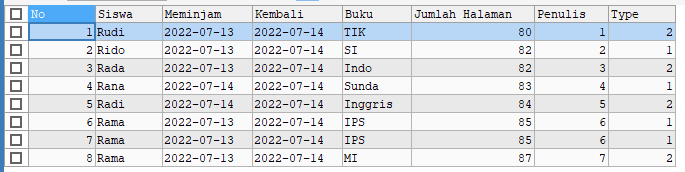 No Siswa Meminjam Kembali Buku Jumlah Halaman Penulis Type
1 Rudi 2022-07-13 2022-07-14 TIK 80 1 2
2 Rido 2022-07-13 2022-07-14 SI 82 2 1
3 Rada 2022-07-13 2022-07-14 Indo 82 3 2
4 Rana 2022-07-14 2022-07-14 Sunda 83 4 1
5 Radi 2022-07-14 2022-07-14 Inggris 84 5 2
6 Rama 2022-07-13 2022-07-14 IPS 85 6 1
7 Rama 2022-07-13 2022-07-14 IPS 85 6 1
8 Rama 2022-07-13 2022-07-14 MI 87 7 2